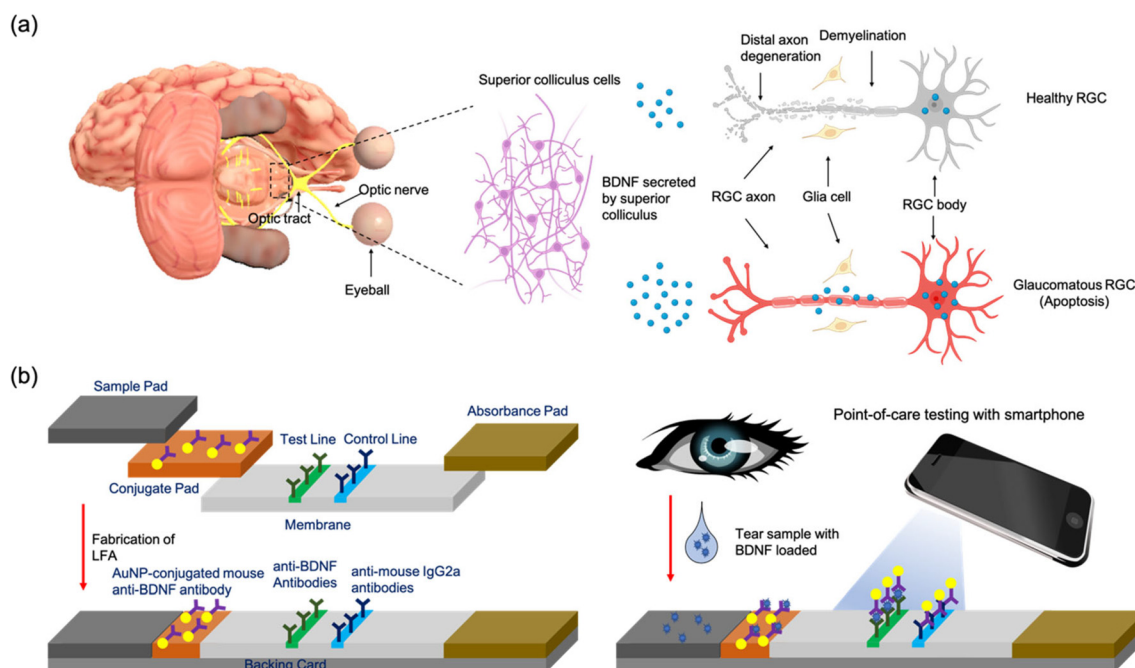 (a)
Superior colliculus cells
Distal axon
degeneration
Demyelination
Healthy RGC
Optic nerve
Optic tract
Eyeball
BDNF secreted
by superior
colliculus
RGC axon
Glia cell
RGC body
Glaucomatous RGC
(Apoptosis)
(b)
Sample Pad
Absorbance Pad
Test Line
Control Line
Conjugate Pad
Membrane
Fabrication of
LFA
AuNP-conjugated mouse
anti-BDNF antibody
anti-BDNF
Antibodies
anti-mouse IgG2a
antibodies
Backing Card
Point-of-care testing with smartphone
Tear sample with
BDNF loaded